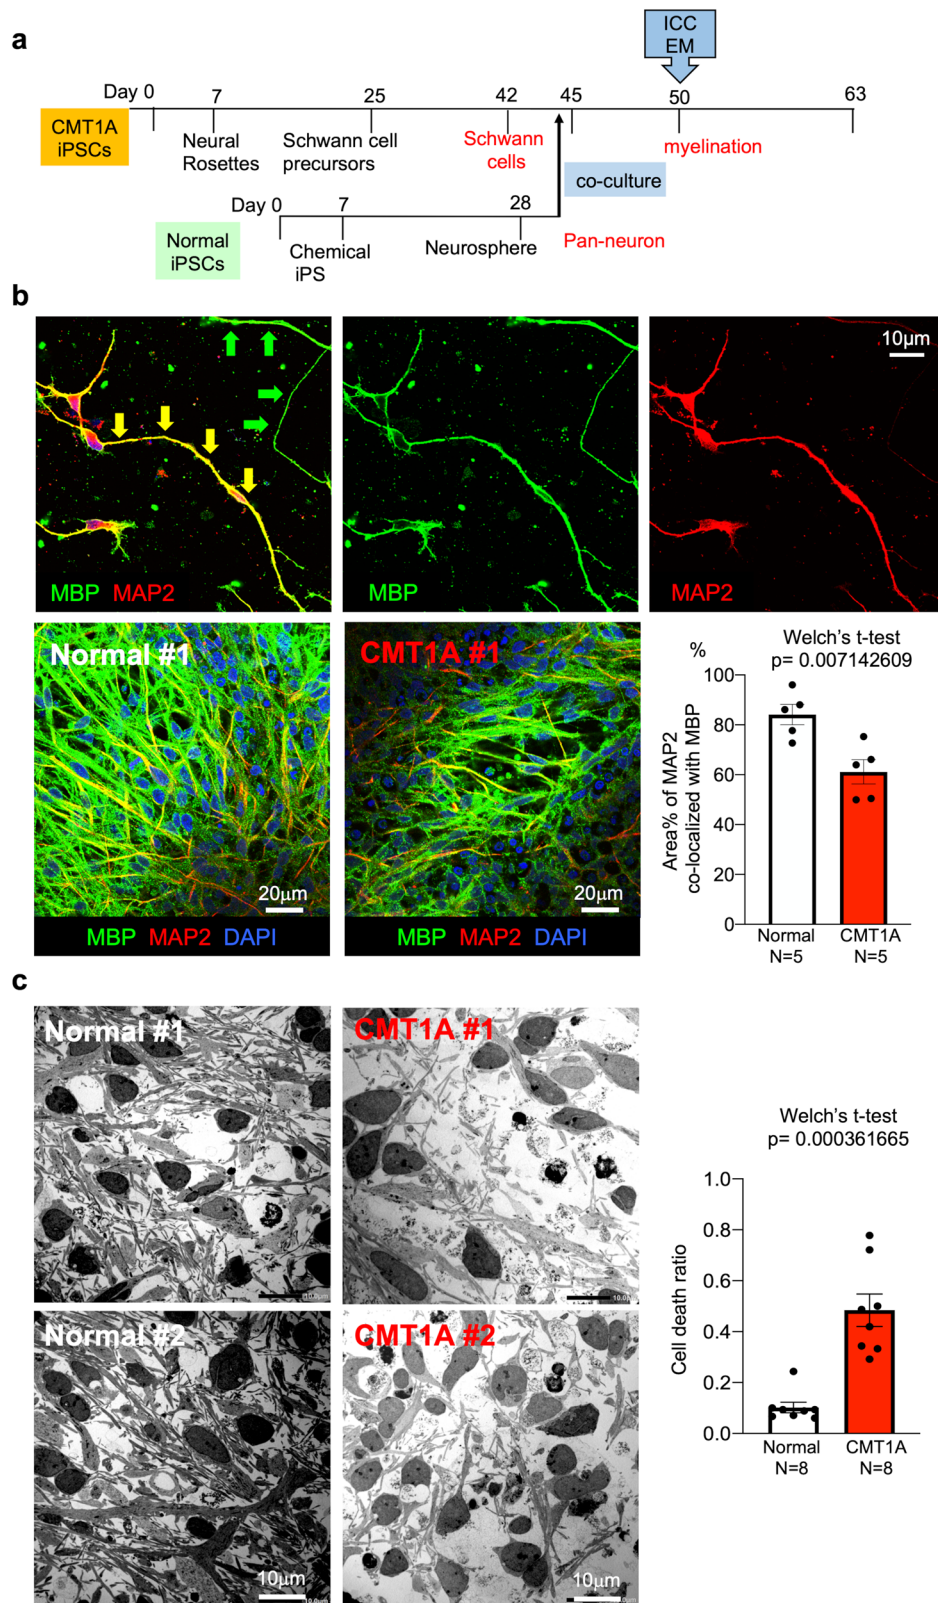 a
ICC
EM
Day 0
7
25
42
45
50
63
CMT1A
iPSCs
Neural
Rosettes
Schwann cell
precursors
Schwann
cells
myelination
co-culture
Day 0
7
28
Normal
iPSCs
Chemical
iPS
Neurosphere
Pan-neuron
b
10μm
MBP MAP2
MBP
MAP2
Normal #1
CMT1A #1
20μm
20μm
MBP MAP2 DAPI
MBP MAP2 DAPI
%
Welch's t-test
p= 0.007142609
100
80
60
40
20
0
Area% of MAP2
co-localized with MBP
Normal
N=5
CMT1A
N=5
c
Normal #1
CMT1A #1
10.0μm
10.0μ
Normal #2
CMT1A #2
10μm
10μm
Welch's t-test
p= 0.000361665
1.0
0.8
0.6
0.4
0.2
0.0
Cell death ratio
Normal
N=8
CMT1A
N=8